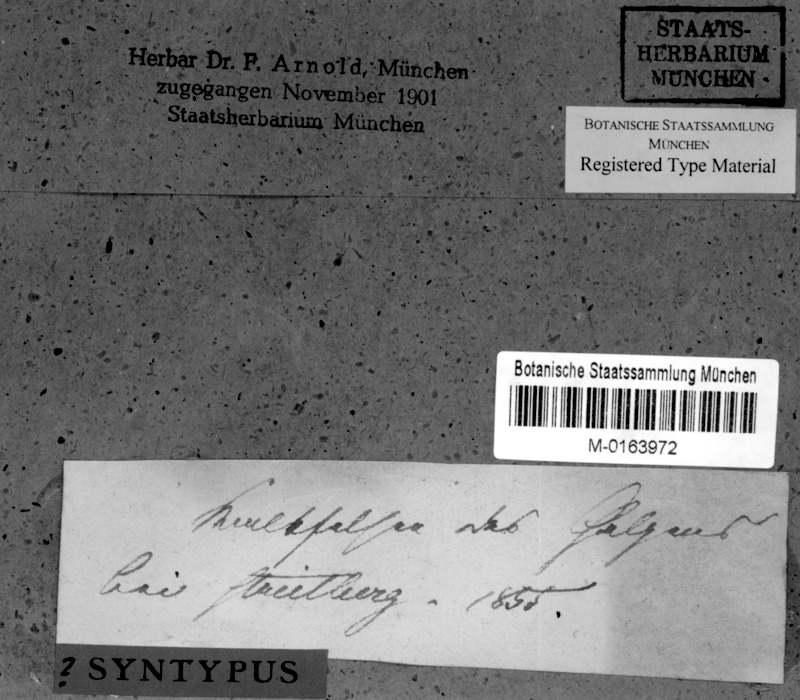 Herbar Dr. F. Arnold, München
zugegangen November 1901
Staatsherbarium München
STAATS-
HERBARIUM
MÜNCHEN
BOTANISCHE STAATSSAMMLUNG
MÜNCHEN
Registered Type Material
Botanische Staatssammlung München
M-0163972
Kalkfelsen des
bei Streitberg. 1855.
? SYNTYPUS